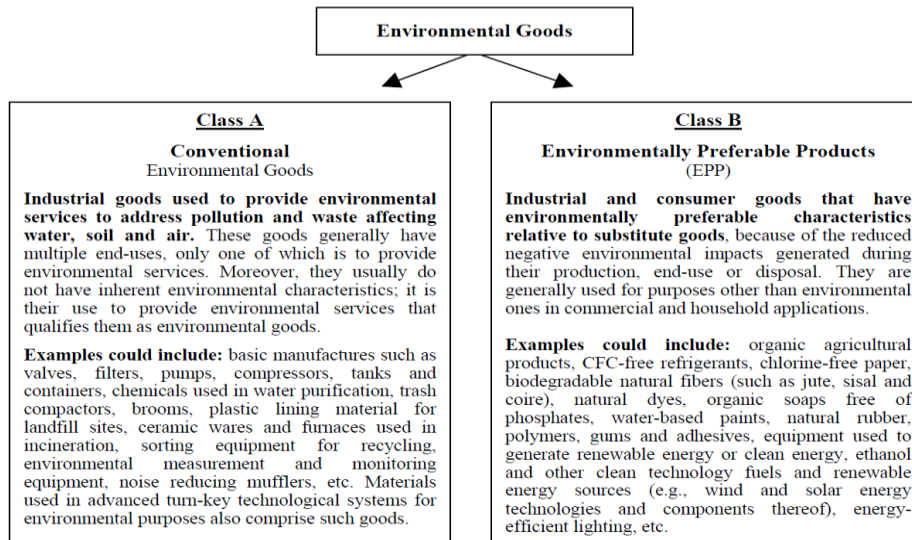 Environmental Goods
Class A
Conventional
Environmental Goods
Industrial goods used to provide environmental
services to address pollution and waste affecting
water, soil and air. These goods generally have
multiple end-uses, only one of which is to provide
environmental services. Moreover, they usually do
not have inherent environmental characteristics; it is
their use to provide environmental services that
qualifies them as environmental goods.
Examples could include: basic manufactures such as
valves, filters, pumps, compressors, tanks and
containers, chemicals used in water purification, trash
compactors, brooms, plastic lining material for
landfill sites, ceramic wares and furnaces used in
incineration, sorting equipment for recycling,
environmental measurement and monitoring
equipment, noise reducing mufflers, etc. Materials
used in advanced turn-key technological systems for
environmental purposes also comprise such goods.
Class B
Environmentally Preferable Products
(EPP)
Industrial and consumer goods that have
environmentally preferable characteristics
relative to substitute goods, because of the reduced
negative environmental impacts generated during
their production, end-use or disposal. They are
generally used for purposes other than environmental
ones in commercial and household applications.
Examples could include: organic agricultural
products, CFC-free refrigerants, chlorine-free paper,
biodegradable natural fibers (such as jute, sisal and
coire), natural dyes, organic soaps free of
phosphates, water-based paints, natural rubber,
polymers, gums and adhesives, equipment used to
generate renewable energy or clean energy, ethanol
and other clean technology fuels and renewable
energy sources (e.g., wind and solar energy
technologies and components thereof), energy-
efficient lighting, etc.